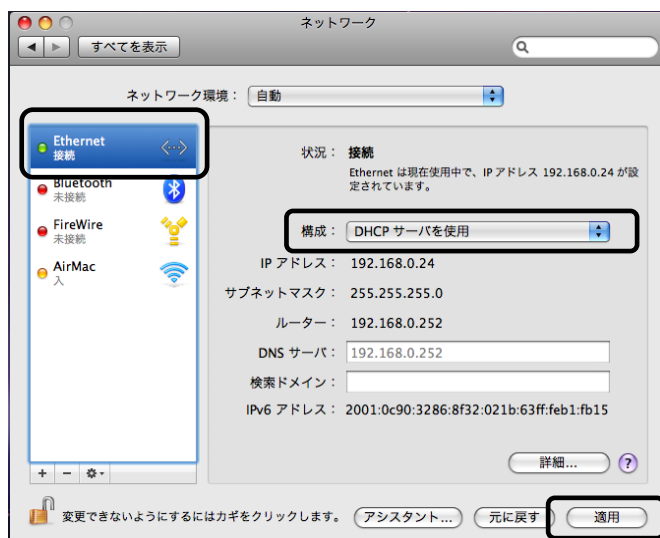 ネットワーク
すべてを表示
ネットワーク環境： 自動
Ethernet
接続
Bluetooth
未接続
FireWire
未接続
AirMac
入
状況： 接続
Ethernet は現在使用中で、IP アドレス 192.168.0.24 が設
定されています。
構成： DHCP サーバを使用
IP アドレス： 192.168.0.24
サブネットマスク： 255.255.255.0
ルーター： 192.168.0.252
DNS サーバ： 192.168.0.252
検索ドメイン：
IPv6 アドレス： 2001:0c90:3286:8f32:021b:63ff:feb1:fb15
詳細... ?
+ −
変更できないようにするにはカギをクリックします。 アシスタント... 元に戻す 適用